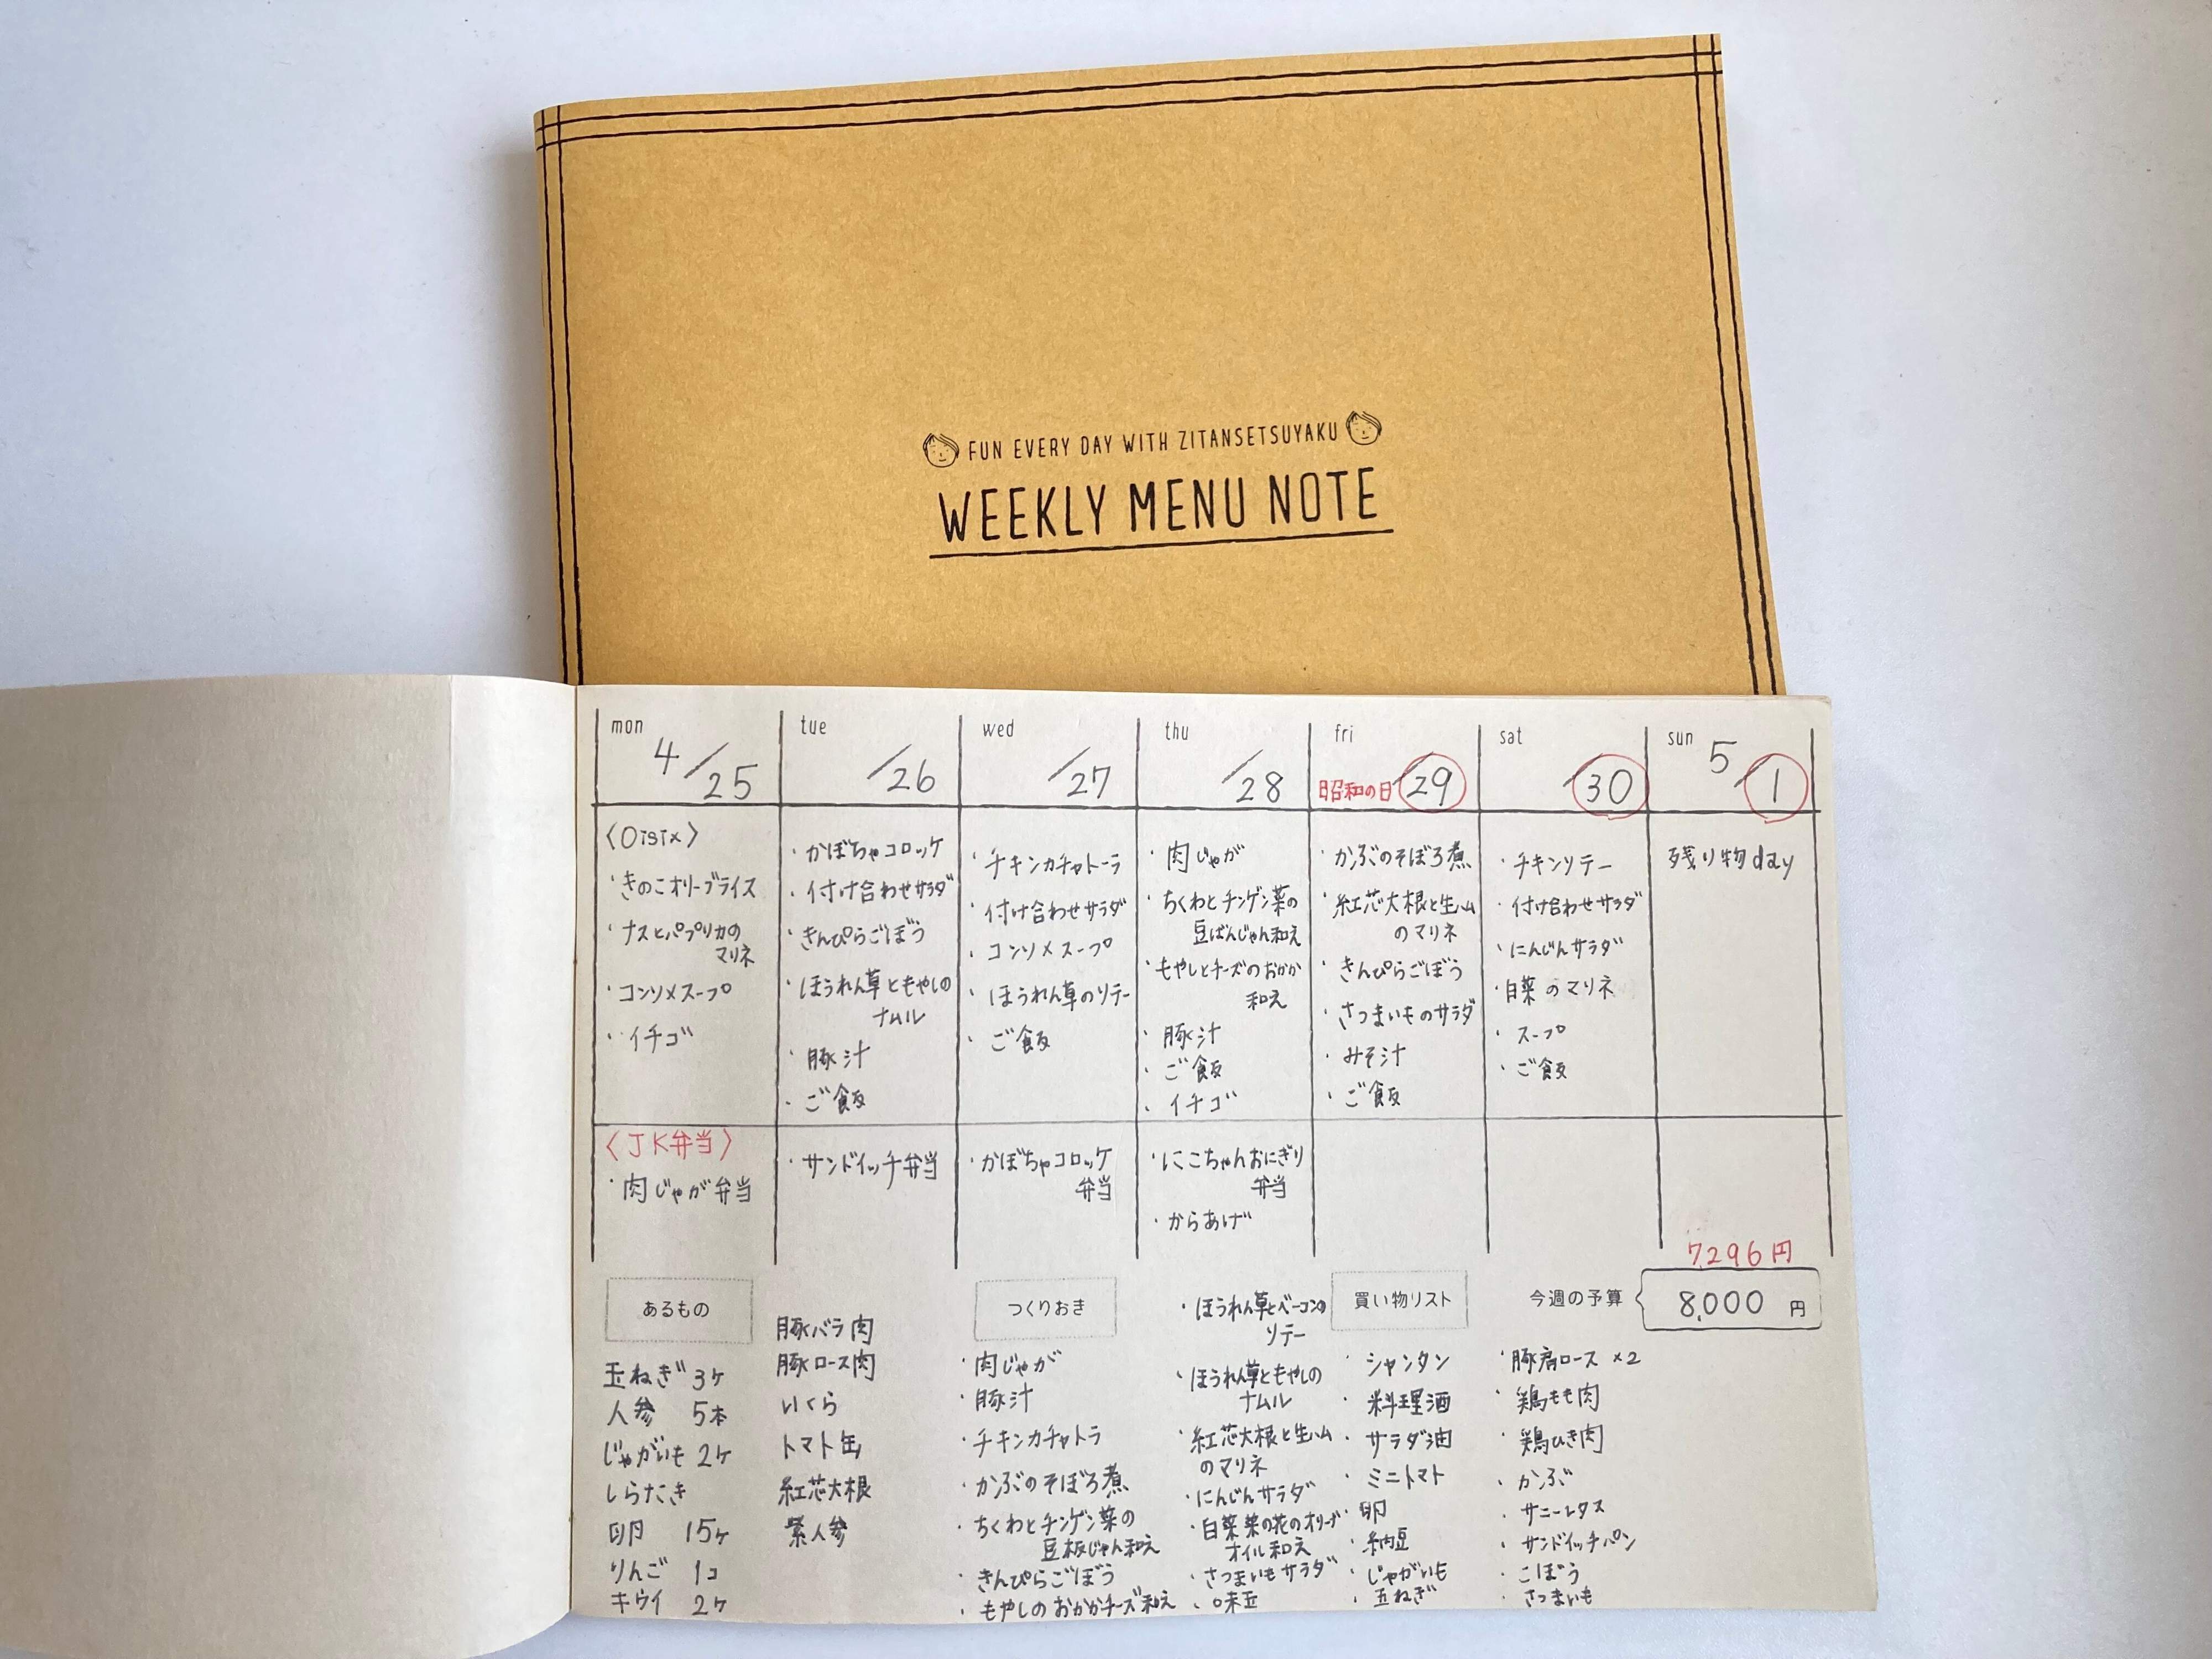 FUN EVERY DAY WITH ZITANSETSUYAKU
WEEKLY MENU NOTE
mon 4/25
tue /26
wed /27
thu /28
fri 昭和の日 /29
sat /30
sun 5/1
〈Oisix〉
・きのこオリーブライス
・ナスとパプリカの
マリネ
・コンソメスープ
・イチゴ
・かぼちゃコロッケ
・付け合わせサラダ
・きんぴらごぼう
・ほうれん草ともやしの
ナムル
・豚汁
・ご飯
・チキンカチャトーラ
・付け合わせサラダ
・コンソメスープ
・ほうれん草のソテー
・ご飯
・肉じゃが
・ちくわとチンゲン菜の
豆ばんじゃん和え
・もやしとチーズのおかか
和え
・豚汁
・ご飯
・イチゴ
・かぶのそぼろ煮
・紅芯大根と生ハム
のマリネ
・きんぴらごぼう
・さつまいものサラダ
・みそ汁
・ご飯
・チキンソテー
・付け合わせサラダ
・にんじんサラダ
・白菜のマリネ
・スープ
・ご飯
残り物day
〈JK弁当〉
・肉じゃが弁当
・サンドイッチ弁当
・かぼちゃコロッケ
弁当
・にこちゃんおにぎり
弁当
・からあげ
7,296円
今週の予算 8,000 円
あるもの
玉ねぎ 3ヶ
人参 5本
じゃがいも 2ヶ
しらたき
卵 15ヶ
りんご 1コ
キウイ 2ヶ
豚バラ肉
豚ロース肉
いくら
トマト缶
紅芯大根
紫人参
つくりおき
・肉じゃが
・豚汁
・チキンカチャトラ
・かぶのそぼろ煮
・ちくわとチンゲン菜の
豆板じゃん和え
・きんぴらごぼう
・もやしのおかかチーズ和え
・ほうれん草とベーコンの
ソテー
・ほうれん草ともやしの
ナムル
・紅芯大根と生ハム
のマリネ
・にんじんサラダ
・白菜菜の花のオリーブ
オイル和え
・さつまいもサラダ
・味玉
買い物リスト
・シャンタン
・料理酒
・サラダ油
・ミニトマト
・卵
・納豆
・じゃがいも
・玉ねぎ
・豚肩ロース ×2
・鶏もも肉
・鶏ひき肉
・かぶ
・サニーレタス
・サンドイッチパン
・ごぼう
・さつまいも